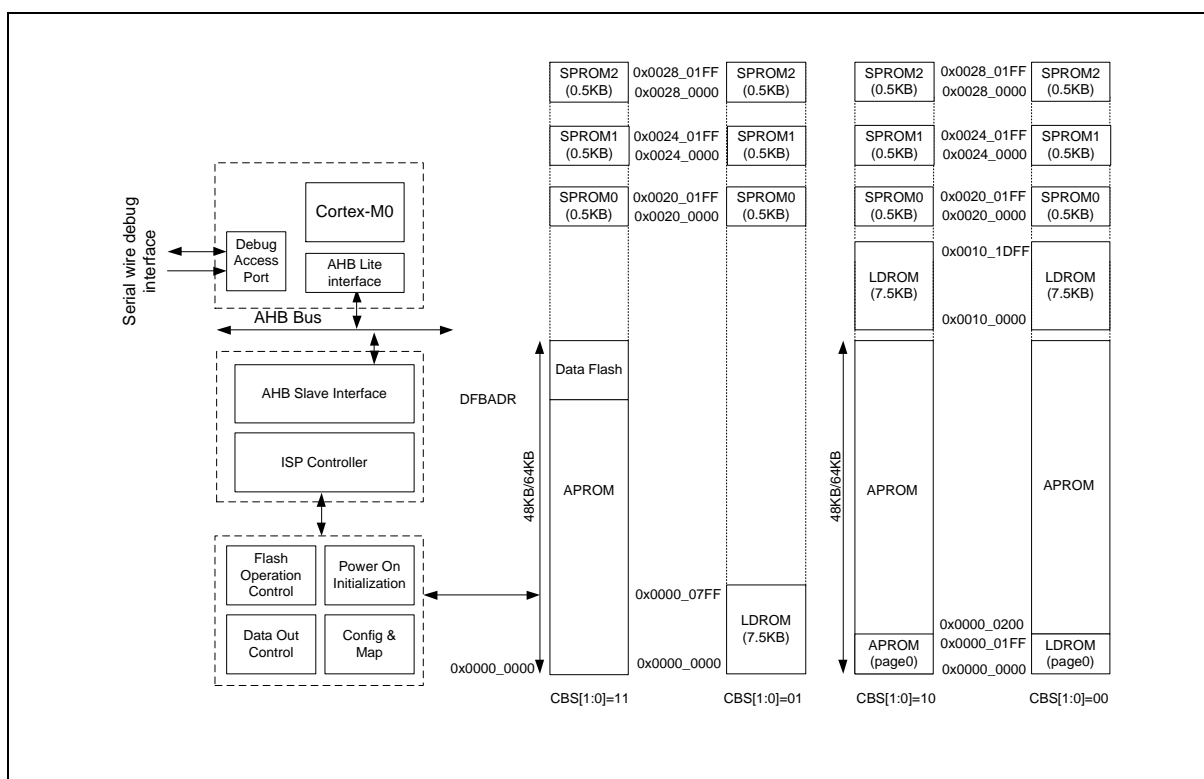 Serial wire debug
interface
Cortex-M0
Debug
Access
Port
AHB Lite
interface
AHB Bus
AHB Slave Interface
ISP Controller
Flash
Operation
Control
Power On
Initialization
Data Out
Control
Config &
Map
SPROM2
(0.5KB)
0x0028_01FF
0x0028_0000
SPROM2
(0.5KB)
SPROM1
(0.5KB)
0x0024_01FF
0x0024_0000
SPROM1
(0.5KB)
SPROM0
(0.5KB)
0x0020_01FF
0x0020_0000
SPROM0
(0.5KB)
Data Flash
DFBADR
48KB/64KB
APROM
0x0000_07FF
LDROM
(7.5KB)
0x0000_0000
0x0000_0000
CBS[1:0]=11
CBS[1:0]=01
SPROM2
(0.5KB)
0x0028_01FF
0x0028_0000
SPROM2
(0.5KB)
SPROM1
(0.5KB)
0x0024_01FF
0x0024_0000
SPROM1
(0.5KB)
SPROM0
(0.5KB)
0x0020_01FF
0x0020_0000
SPROM0
(0.5KB)
0x0010_1DFF
LDROM
(7.5KB)
LDROM
(7.5KB)
0x0010_0000
48KB/64KB
APROM
APROM
0x0000_0200
APROM
(page0)
0x0000_01FF
0x0000_0000
LDROM
(page0)
CBS[1:0]=10
CBS[1:0]=00